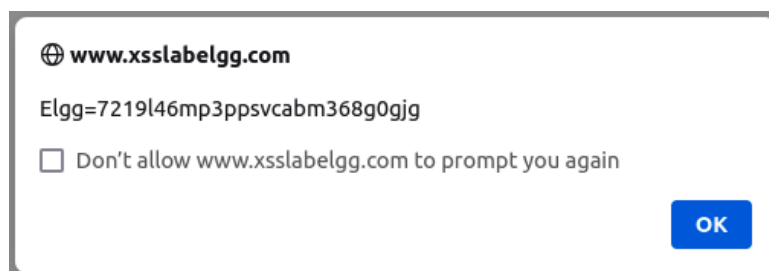 www.xsslabelgg.com
Elgg=7219l46mp3ppsvcabm368g0gjg
Don't allow www.xsslabelgg.com to prompt you again
OK